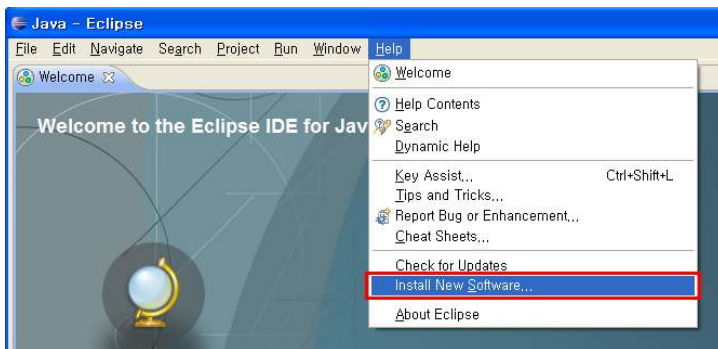 Java - Eclipse
File Edit Navigate Search Project Run Window Help
Welcome
Welcome to the Eclipse IDE for Jav
Welcome
Help Contents
Search
Dynamic Help
Key Assist... Ctrl+Shift+L
Tips and Tricks...
Report Bug or Enhancement...
Cheat Sheets...
Check for Updates
Install New Software...
About Eclipse